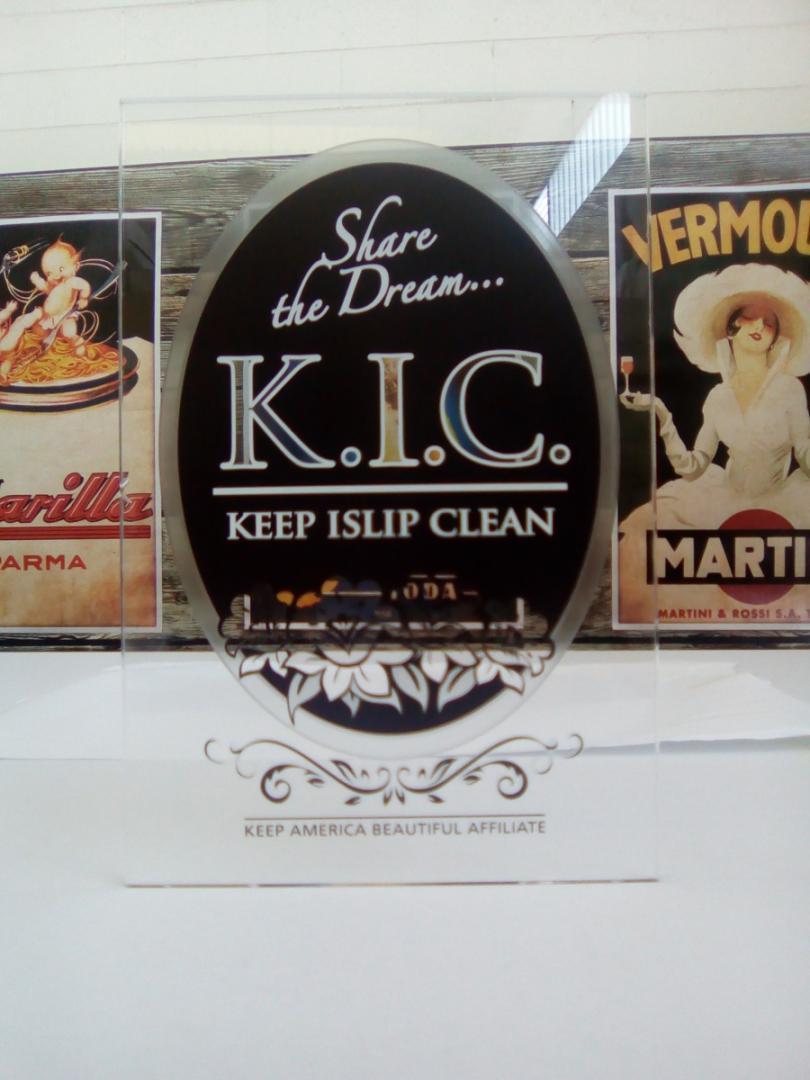 Share
the Dream...
K.I.C.
KEEP ISLIP CLEAN
KEEP AMERICA BEAUTIFUL AFFILIATE
arilla
PARMA
VERMOU
MARTI
MARTINI & ROSSI S.A.